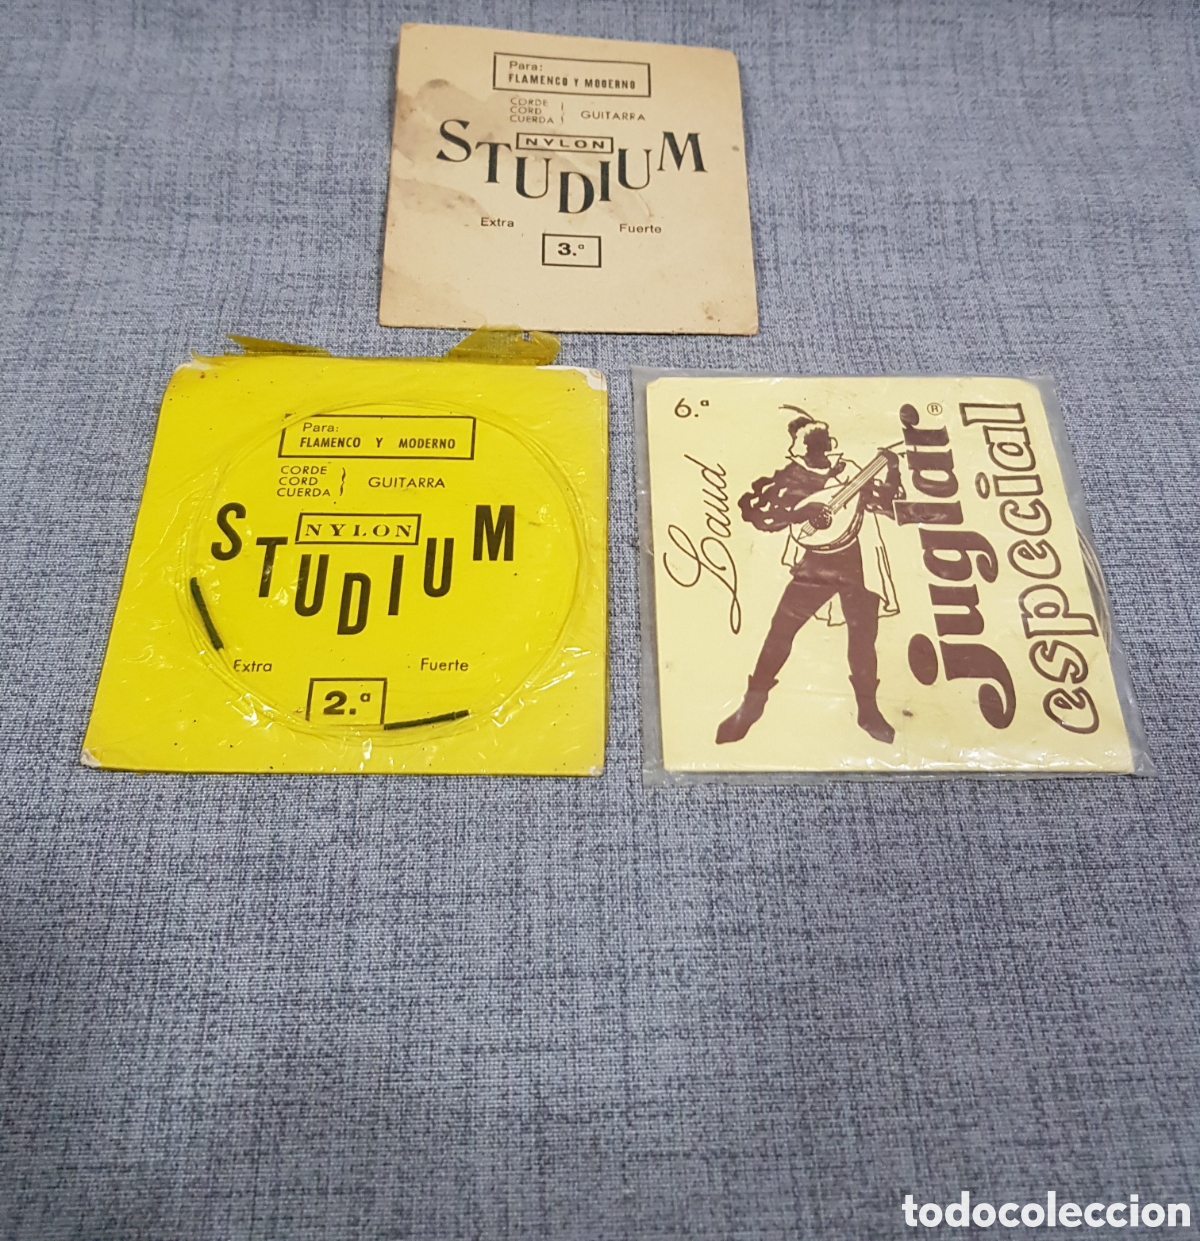 Para:
FLAMENCO Y MODERNO
CORDE
CORD
CUERDA
GUITARRA
NYLON
STUDIUM
Extra Fuerte
3.ª
Para:
FLAMENCO Y MODERNO
CORDE
CORD
CUERDA
GUITARRA
NYLON
STUDIUM
Extra Fuerte
2.ª
6.ª
Laud
juglar®
especial
todocoleccion